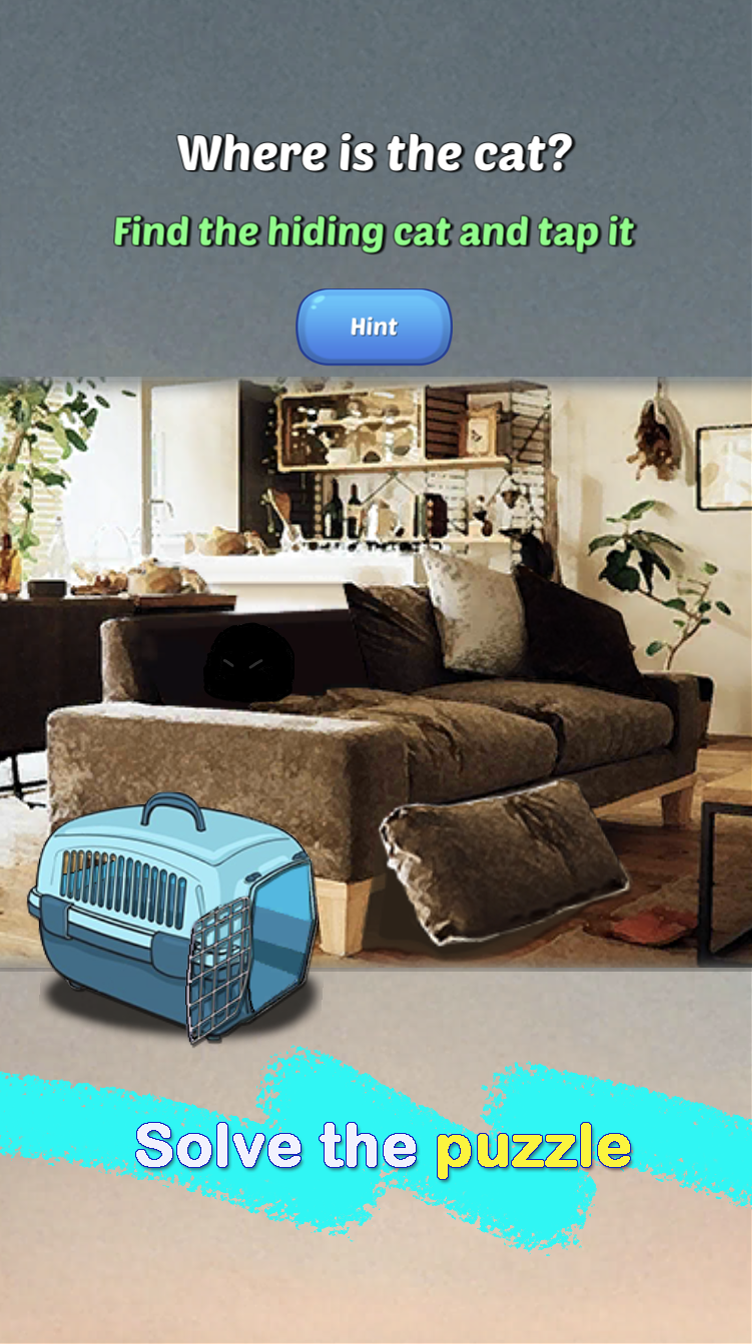 Where is the cat?
Find the hiding cat and tap it
Hint
Solve the puzzle